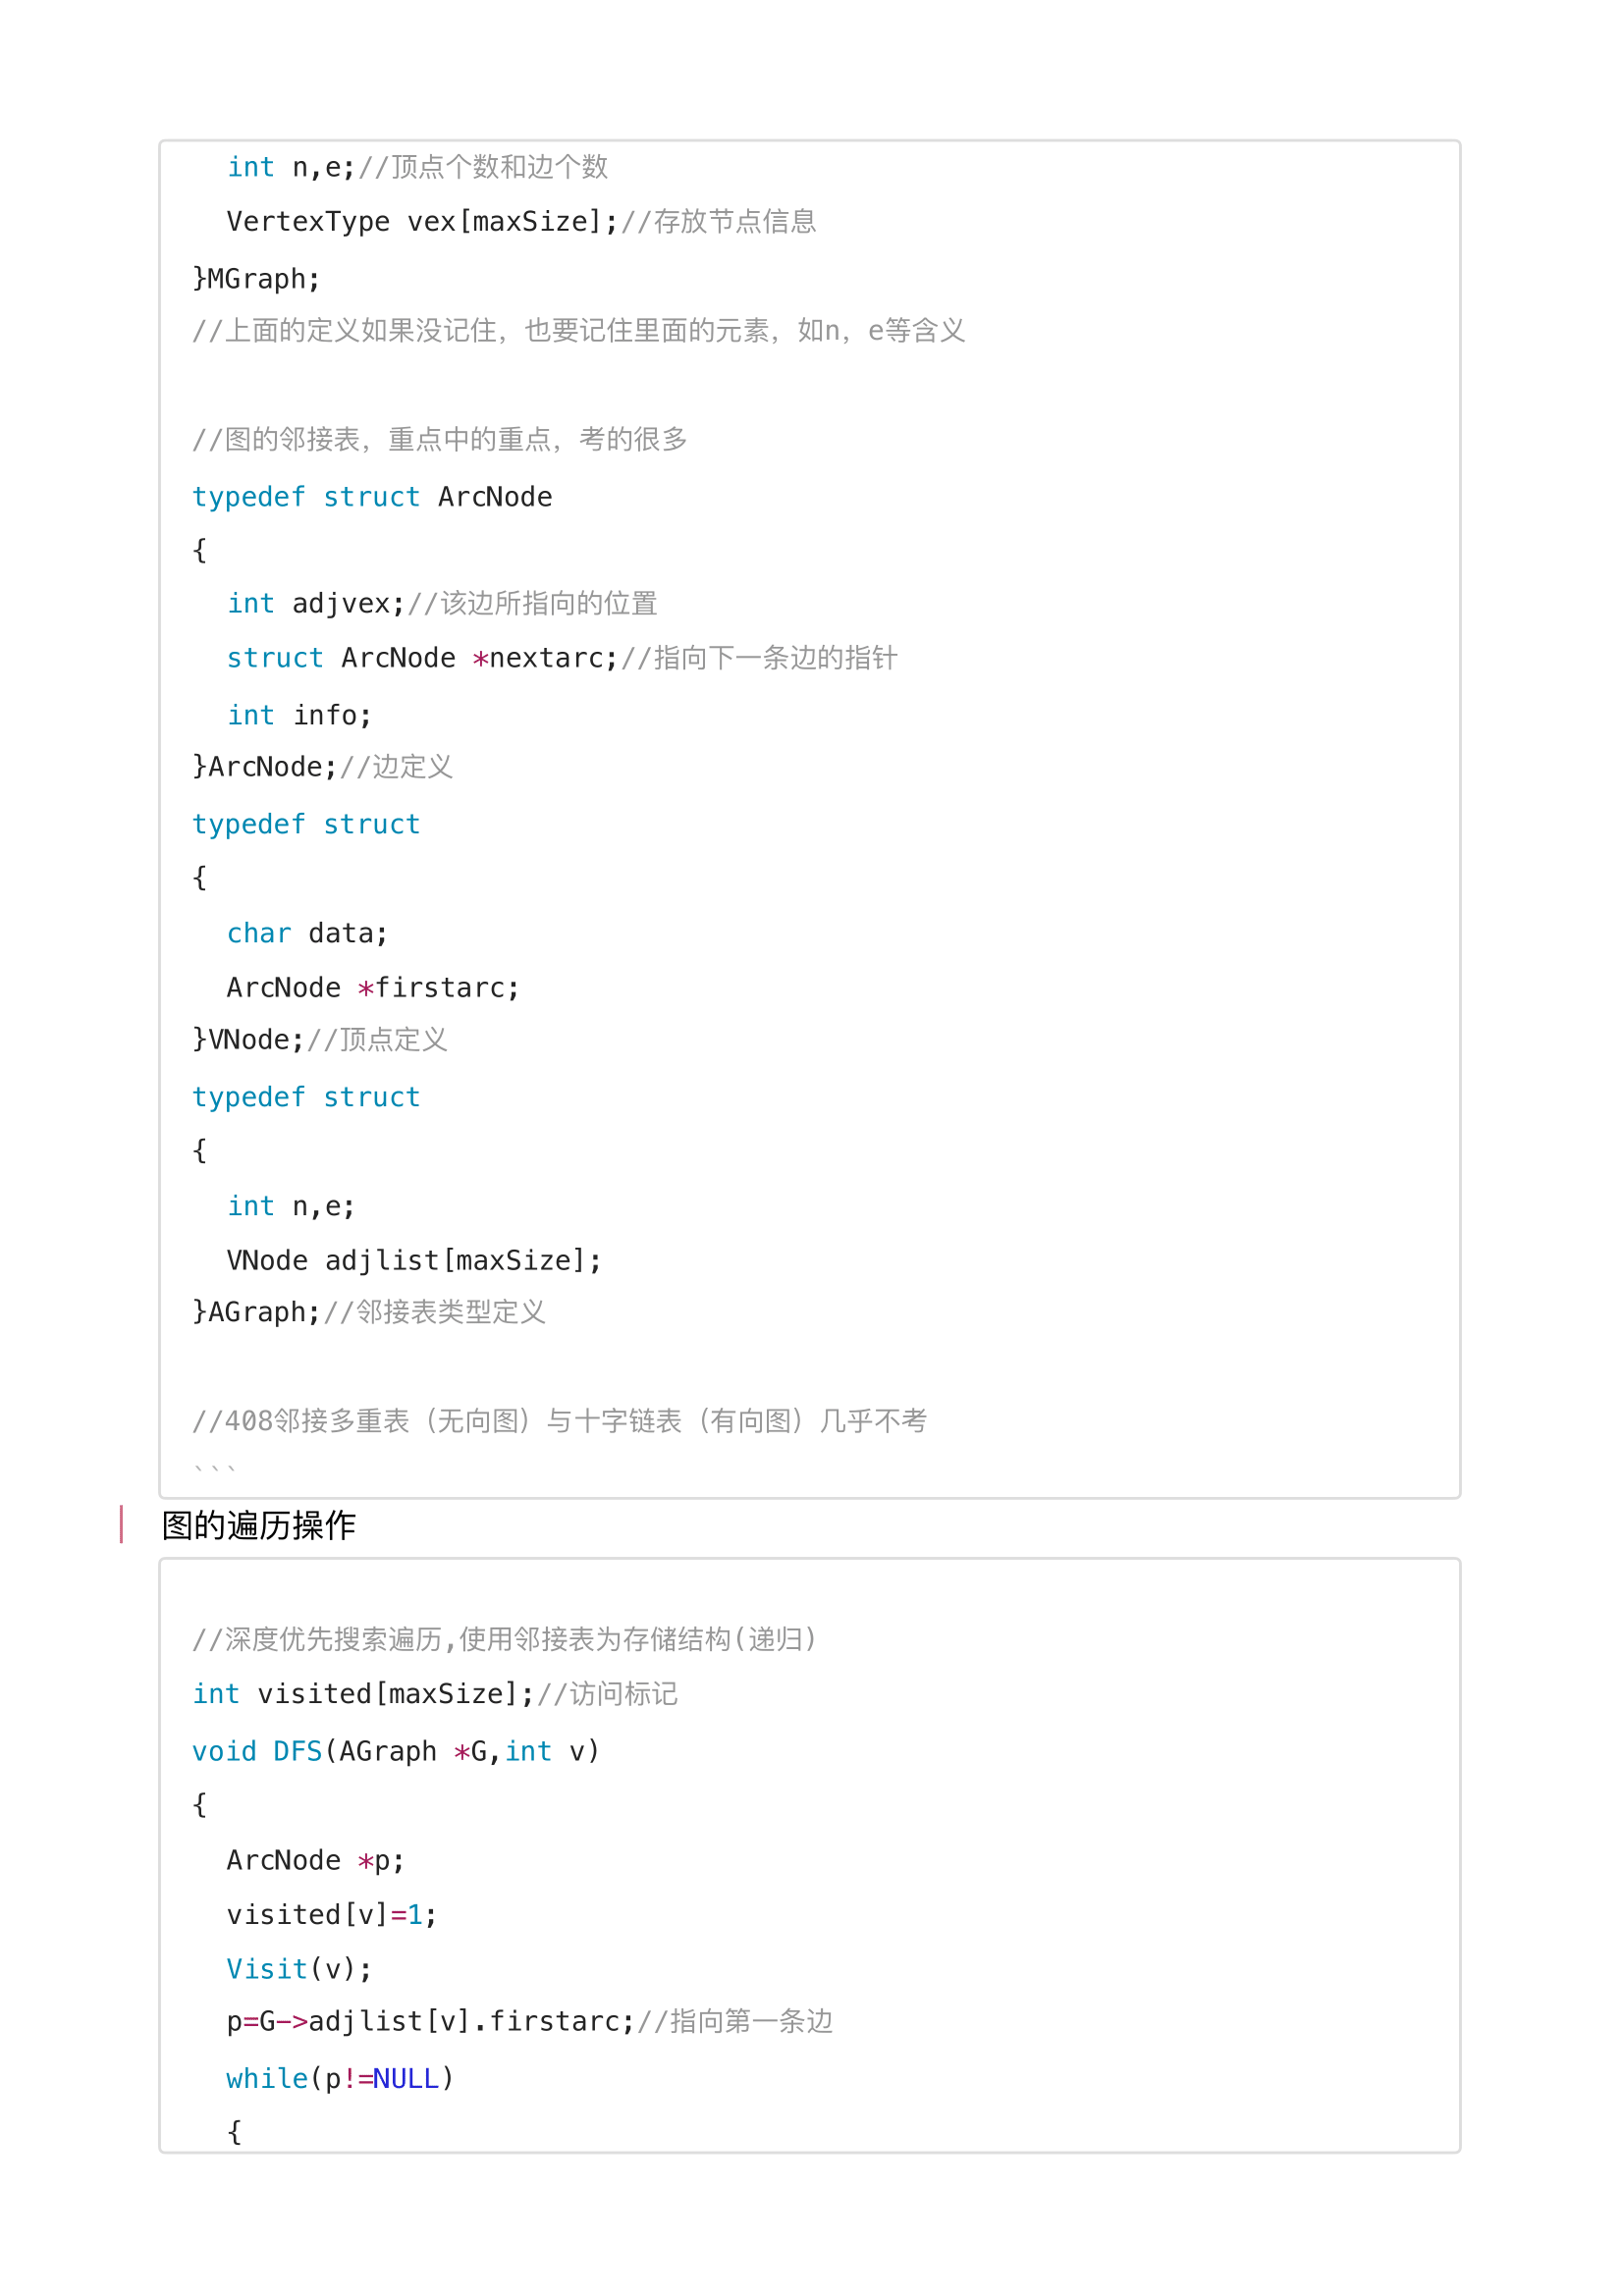 int n,e;//顶点个数和边个数
VertexType vex[maxSize];//存放节点信息
}MGraph;
//上面的定义如果没记住，也要记住里面的元素，如n，e等含义
//图的邻接表，重点中的重点，考的很多
typedef struct ArcNode
{
int adjvex;//该边所指向的位置
struct ArcNode *nextarc;//指向下一条边的指针
int info;
}ArcNode;//边定义
typedef struct
{
char data;
ArcNode *firstarc;
}VNode;//顶点定义
typedef struct
{
int n,e;
VNode adjlist[maxSize];
}AGraph;//邻接表类型定义
//408邻接多重表（无向图）与十字链表（有向图）几乎不考
```
图的遍历操作
//深度优先搜索遍历,使用邻接表为存储结构(递归)
int visited[maxSize];//访问标记
void DFS(AGraph *G,int v)
{
ArcNode *p;
visited[v]=1;
Visit(v);
p=G->adjlist[v].firstarc;//指向第一条边
while(p!=NULL)
{